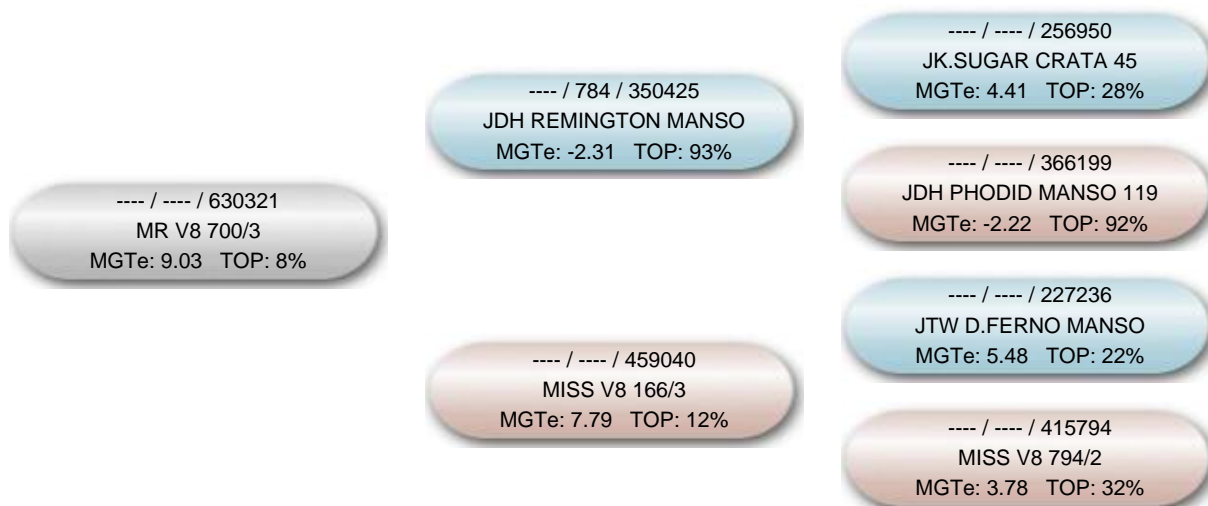 ---- / ---- / 630321
MR V8 700/3
MGTe: 9.03 TOP: 8%
---- / 784 / 350425
JDH REMINGTON MANSO
MGTe: -2.31 TOP: 93%
---- / ---- / 459040
MISS V8 166/3
MGTe: 7.79 TOP: 12%
---- / ---- / 256950
JK.SUGAR CRATA 45
MGTe: 4.41 TOP: 28%
---- / ---- / 366199
JDH PHODID MANSO 119
MGTe: -2.22 TOP: 92%
---- / ---- / 227236
JTW D.FERNO MANSO
MGTe: 5.48 TOP: 22%
---- / ---- / 415794
MISS V8 794/2
MGTe: 3.78 TOP: 32%